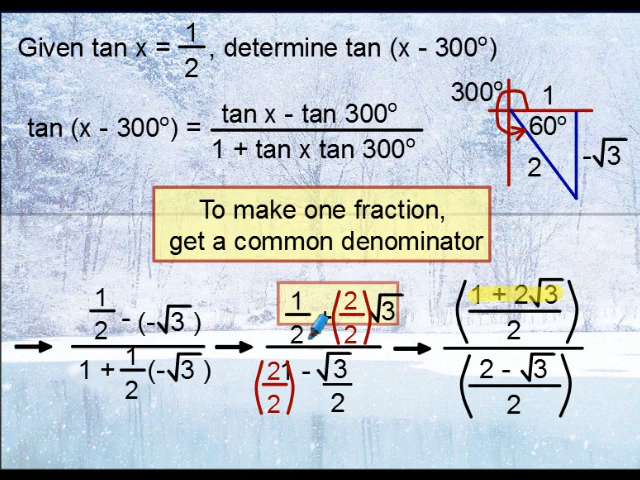 Given tan x = 1/2 , determine tan (x - 300°)
tan (x - 300°) = (tan x - tan 300°)/(1 + tan x tan 300°)
300°
1
60°
2
-√3
To make one fraction,
get a common denominator
→ (1/2 - (-√3))/(1 + 1/2 (-√3)) → (1/2 + (2/2) √3)/((2/2) 1 - √3/2) → ((1 + 2√3)/2)/((2 - √3)/2)